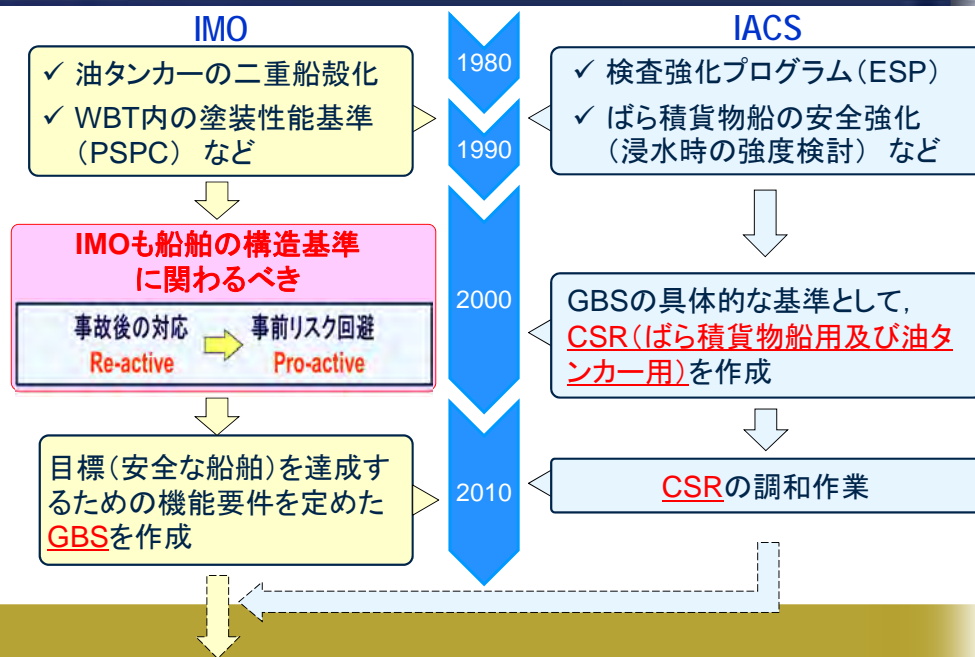 IMO
✓ 油タンカーの二重船殻化
✓ WBT内の塗装性能基準
（PSPC） など
IMOも船舶の構造基準
に関わるべき
事故後の対応
Re-active
事前リスク回避
Pro-active
目標（安全な船舶）を達成す
るための機能要件を定めた
GBSを作成
1980
1990
2000
2010
IACS
✓ 検査強化プログラム（ESP）
✓ ばら積貨物船の安全強化
（浸水時の強度検討） など
GBSの具体的な基準として，
CSR（ばら積貨物船用及び油タ
ンカー用）を作成
CSRの調和作業